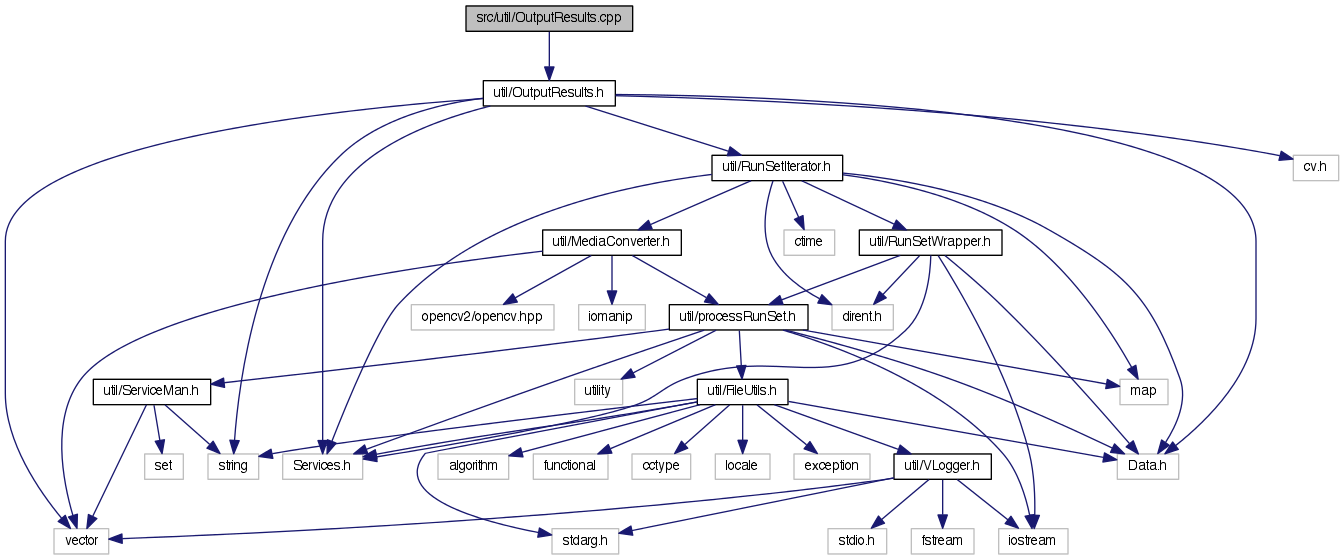 src/util/OutputResults.cpp
util/OutputResults.h
util/RunSetIterator.h
cv.h
util/MediaConverter.h
ctime
util/RunSetWrapper.h
opencv2/opencv.hpp
iomanip
util/processRunSet.h
dirent.h
util/ServiceMan.h
utility
util/FileUtils.h
map
set
string
Services.h
algorithm
functional
cctype
locale
exception
util/VLogger.h
Data.h
vector
stdarg.h
stdio.h
fstream
iostream